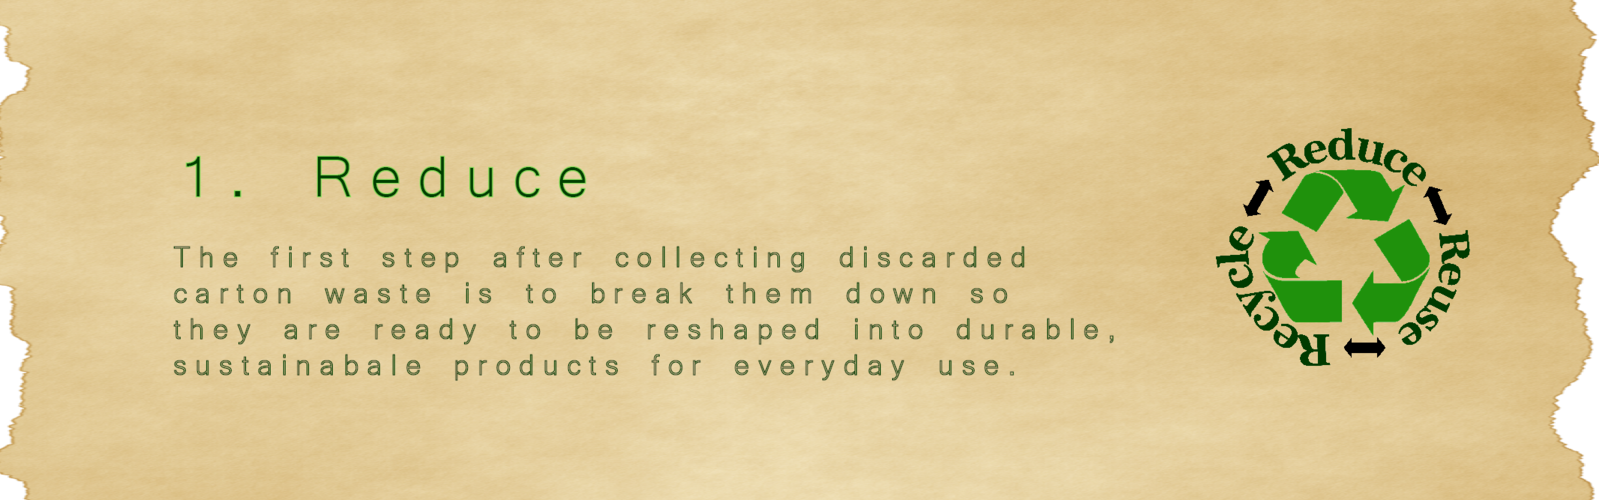 1. Reduce
The first step after collecting discarded
carton waste is to break them down so
they are ready to be reshaped into durable,
sustainabale products for everyday use.
Reduce
Reuse
Recycle